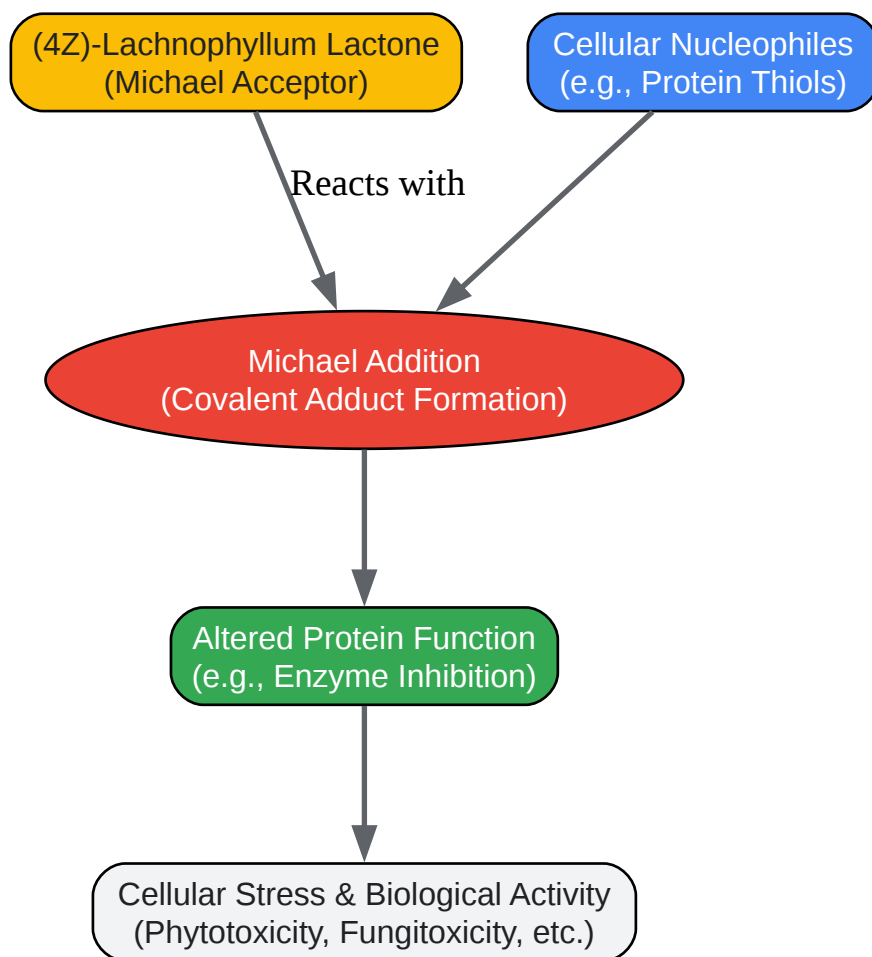 (4Z)-Lachnophyllum Lactone
(Michael Acceptor)
Cellular Nucleophiles
(e.g., Protein Thiols)
Reacts with
Michael Addition
(Covalent Adduct Formation)
Altered Protein Function
(e.g., Enzyme Inhibition)
Cellular Stress & Biological Activity
(Phytotoxicity, Fungitoxicity, etc.)